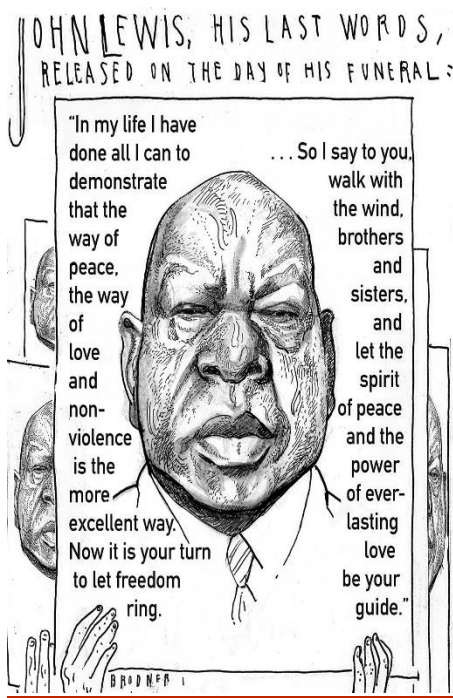 JOHN LEWIS, HIS LAST WORDS,
RELEASED ON THE DAY OF HIS FUNERAL:
“In my life I have
done all I can to
demonstrate
that the
way of
peace,
the way
of
love
and
non-
violence
is the
more
excellent way.
Now it is your turn
to let freedom
ring.
...So I say to you,
walk with
the wind,
brothers
and
sisters,
and
let the
spirit
of peace
and the
power
of ever-
lasting
love
be your
guide.”
BRODNER